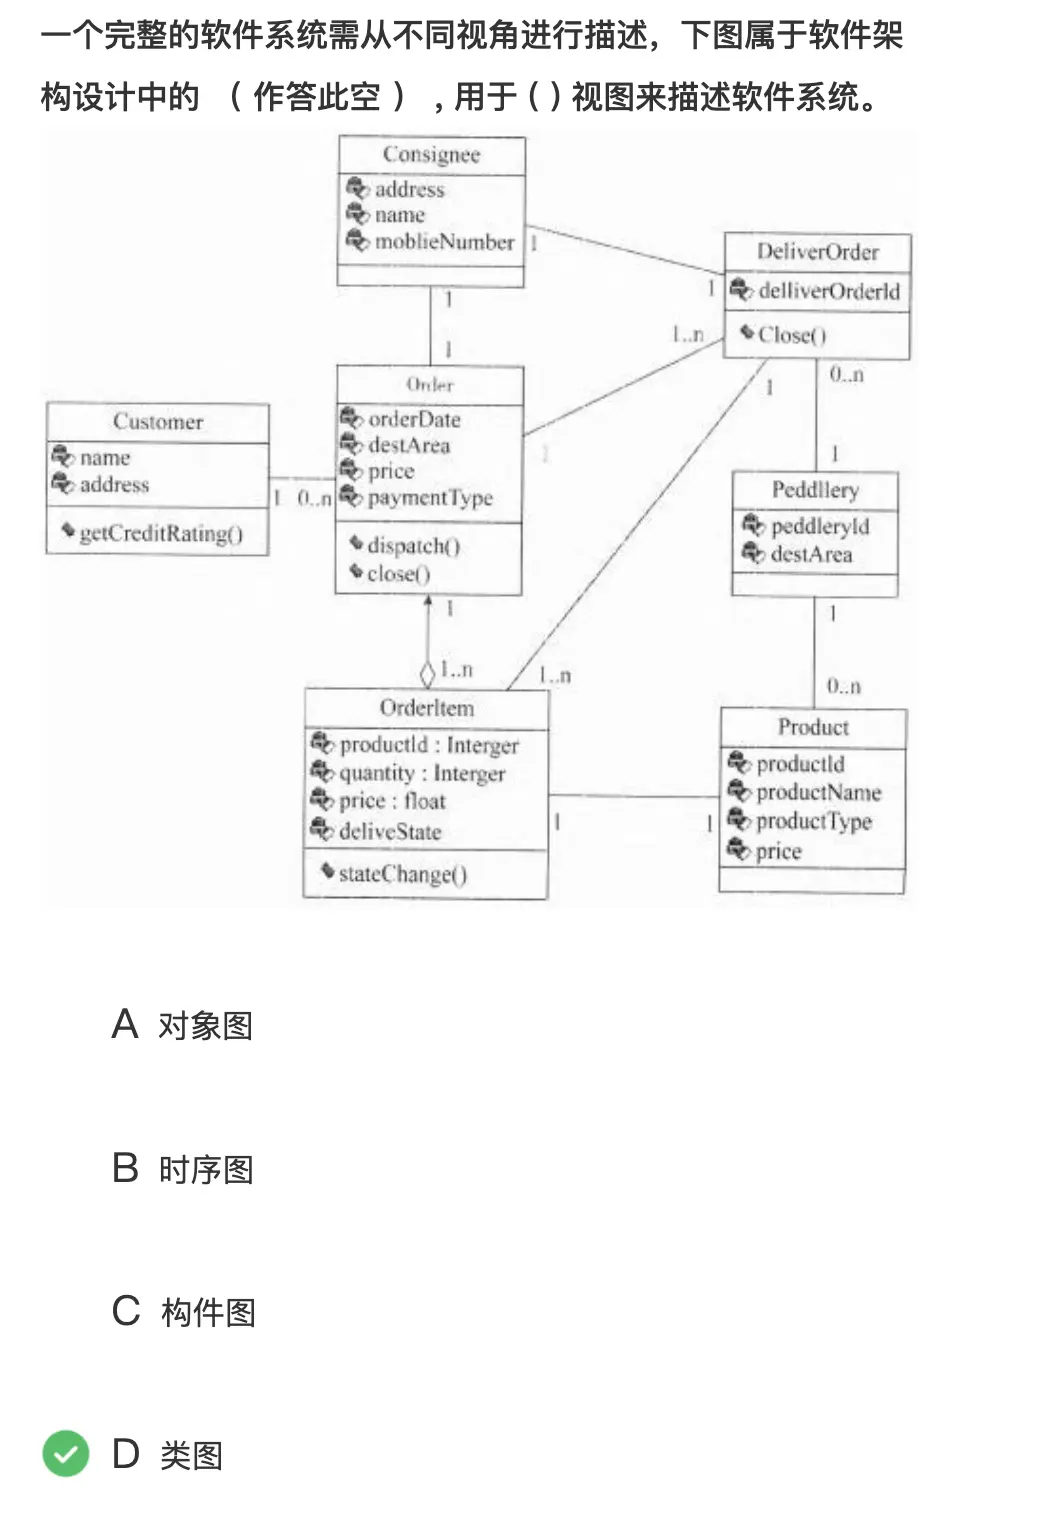 一个完整的软件系统需从不同视角进行描述，下图属于软件架
构设计中的 （ 作答此空 ） , 用于 ( ) 视图来描述软件系统。
Consignee
address
name
moblieNumber
1
1
DeliverOrder
delliverOrderId
Close()
1
1
1..n
1
Order
orderDate
destArea
price
paymentType
dispatch()
close()
Customer
name
address
getCreditRating()
1 0..n
1
0..n
1
Peddllery
peddleryId
destArea
1
0..n
1
1..n
1..n
OrderItem
productId : Interger
quantity : Interger
price : float
deliveState
stateChange()
1
1
Product
productId
productName
productType
price
A 对象图
B 时序图
C 构件图
D 类图